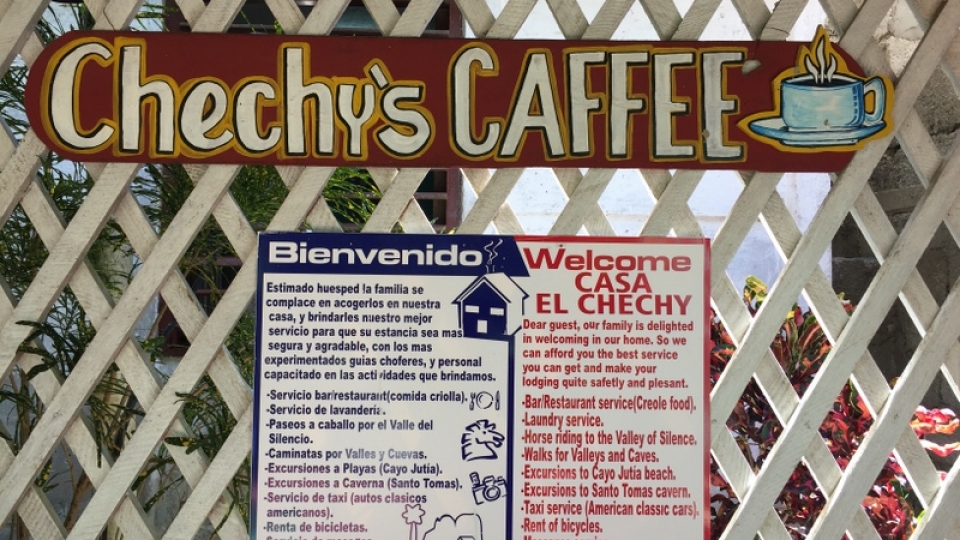 Chechy's CAFFEE
Bienvenido
Estimado huesped la familia se
complace en acogerlos en nuestra
casa, y brindarles nuestro mejor
servicio para que su estancia sea mas
segura y agradable, con los mas
experimentados guias choferes, y personal
capacitado en las actividades que brindamos.
-Servicio bar/restaurant(comida criolla).
-Servico de lavandería.
-Paseos a caballo por el Valle del
Silencio.
-Caminatas por Valles y Cuevas.
-Excursiones a Playas (Cayo Jutía).
-Excursiones a Caverna (Santo Tomas).
-Servicio de taxi (autos clasicos
americanos).
-Renta de bicicletas.
Welcome
CASA
EL CHECHY
Dear guest, our family is delighted
in welcoming in our home. So we
can afford you the best service
you can get and make your
lodging quite safetly and plesant.
-Bar/Restaurant service(Creole food).
-Laundry service.
-Horse riding to the Valley of Silence.
-Walks for Valleys and Caves.
-Excursions to Cayo Jutía beach.
-Excursions to Santo Tomas cavern.
-Taxi service (American classic cars).
-Rent of bicycles.